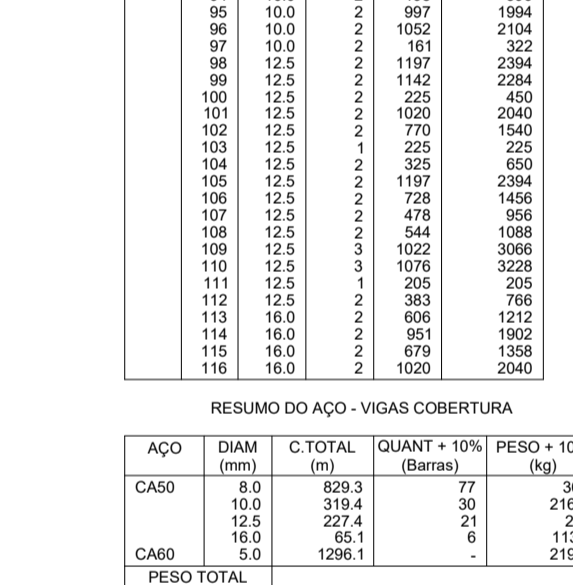 95 10.0 2 997 1994
96 10.0 2 1052 2104
97 10.0 2 161 322
98 12.5 2 1197 2394
99 12.5 2 1142 2284
100 12.5 2 225 450
101 12.5 2 1020 2040
102 12.5 2 770 1540
103 12.5 1 225 225
104 12.5 2 325 650
105 12.5 2 1197 2394
106 12.5 2 728 1456
107 12.5 2 478 956
108 12.5 2 544 1088
109 12.5 3 1022 3066
110 12.5 3 1076 3228
111 12.5 1 205 205
112 12.5 2 383 766
113 16.0 2 606 1212
114 16.0 2 951 1902
115 16.0 2 679 1358
116 16.0 2 1020 2040
RESUMO DO AÇO - VIGAS COBERTURA
AÇO DIAM C.TOTAL QUANT + 10% PESO + 10
(mm) (m) (Barras) (kg)
CA50 8.0 829.3 77
10.0 319.4 30 216
12.5 227.4 21 2
16.0 65.1 6 113
CA60 5.0 1296.1 - 219
PESO TOTAL